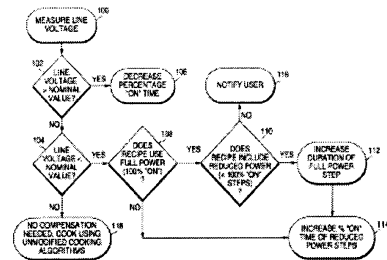 100
MEASURE LINE
VOLTAGE
102
LINE
VOLTAGE
> NOMINAL
VALUE?
YES
106
DECREASE
PERCENTAGE
"ON" TIME
NO
104
LINE
VOLTAGE <
NOMINAL
VALUE?
YES
NO
118
NO COMPENSATION
NEEDED. COOK USING
UNMODIFIED COOKING
ALGORITHMS
108
DOES
RECIPE USE
FULL POWER
(100% "ON")
?
YES
NO
116
NOTIFY USER
NO
110
DOES
RECIPE INCLUDE
REDUCED POWER
(< 100% "ON"
STEPS)
?
YES
112
INCREASE
DURATION OF
FULL POWER
STEP
114
INCREASE % "ON"
TIME OF REDUCED
POWER STEPS